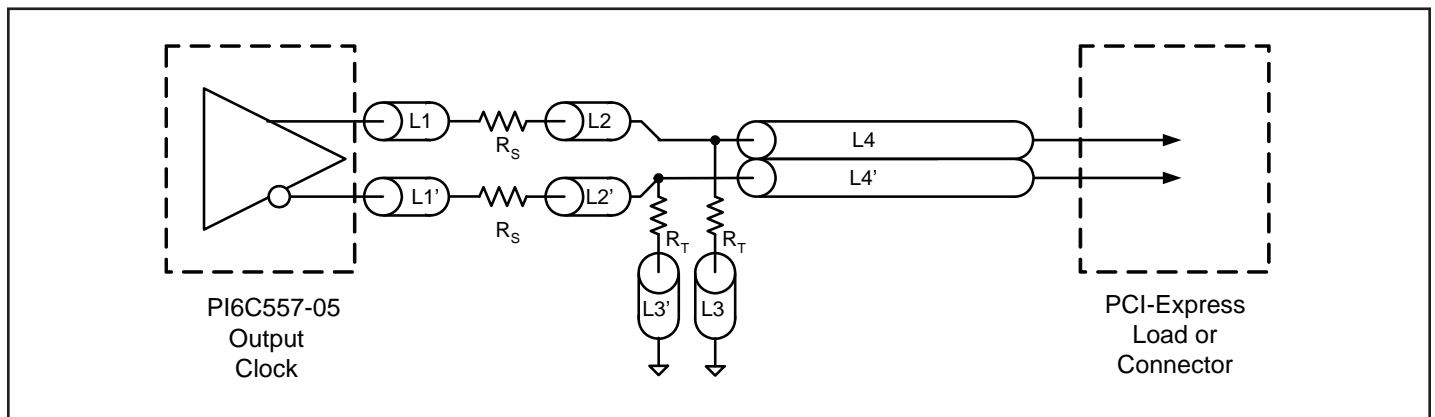 L1
R_S
L2
L4
L4'
L1'
R_S
L2'
R_T
R_T
L3'
L3
PI6C557-05
Output
Clock
PCI-Express
Load or
Connector